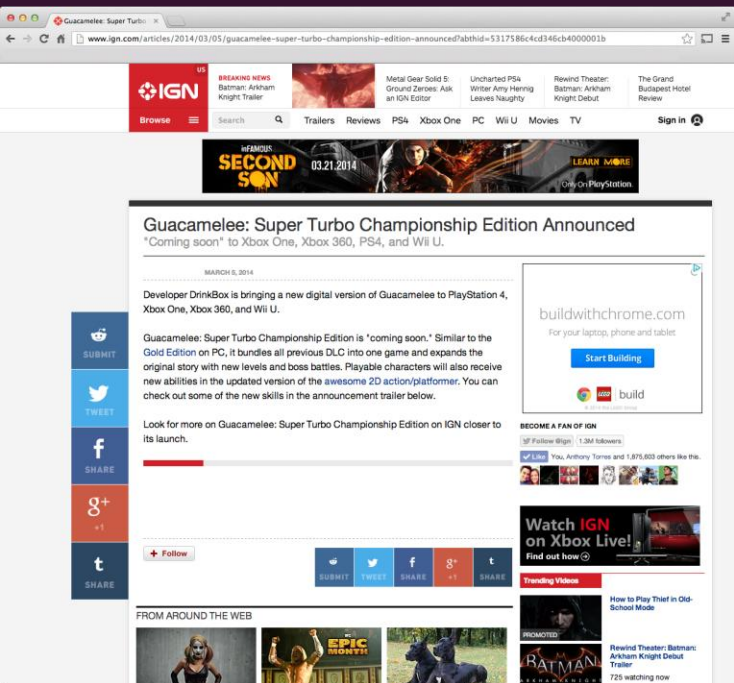 Guacamelee: Super Turbo
www.ign.com/articles/2014/03/05/guacamelee-super-turbo-championship-edition-announced?abthid=5317586c4cd346cb4000001b
US
IGN
BREAKING NEWS
Batman: Arkham
Knight Trailer
Metal Gear Solid 5:
Ground Zeroes: Ask
an IGN Editor
Uncharted PS4
Writer Amy Hennig
Leaves Naughty
Rewind Theater:
Batman: Arkham
Knight Debut
The Grand
Budapest Hotel
Review
Browse
Search
Trailers Reviews PS4 Xbox One PC Wii U Movies TV
Sign in
inFAMOUS
SECOND
SON
03.21.2014
LEARN MORE
Only On PlayStation.
Guacamelee: Super Turbo Championship Edition Announced
"Coming soon" to Xbox One, Xbox 360, PS4, and Wii U.
MARCH 5, 2014
Developer DrinkBox is bringing a new digital version of Guacamelee to PlayStation 4,
Xbox One, Xbox 360, and Wii U.
Guacamelee: Super Turbo Championship Edition is "coming soon." Similar to the
Gold Edition on PC, it bundles all previous DLC into one game and expands the
original story with new levels and boss battles. Playable characters will also receive
new abilities in the updated version of the awesome 2D action/platformer. You can
check out some of the new skills in the announcement trailer below.
Look for more on Guacamelee: Super Turbo Championship Edition on IGN closer to
its launch.
SUBMIT
TWEET
f
SHARE
g+
+1
t
SHARE
+ Follow
SUBMIT
TWEET
f
SHARE
g+
+1
t
SHARE
buildwithchrome.com
For your laptop, phone and tablet
Start Building
LEGO
build
BECOME A FAN OF IGN
Follow @ign
1.3M followers
Like
You, Anthony Torres and 1,875,803 others like this.
Watch IGN
on Xbox Live!
Find out how
Trending Videos
PROMOTED
How to Play Thief in Old-
School Mode
BATMAN
ARKHAM KNIGHT
Rewind Theater: Batman:
Arkham Knight Debut
Trailer
725 watching now
FROM AROUND THE WEB
EPIC
MONTH